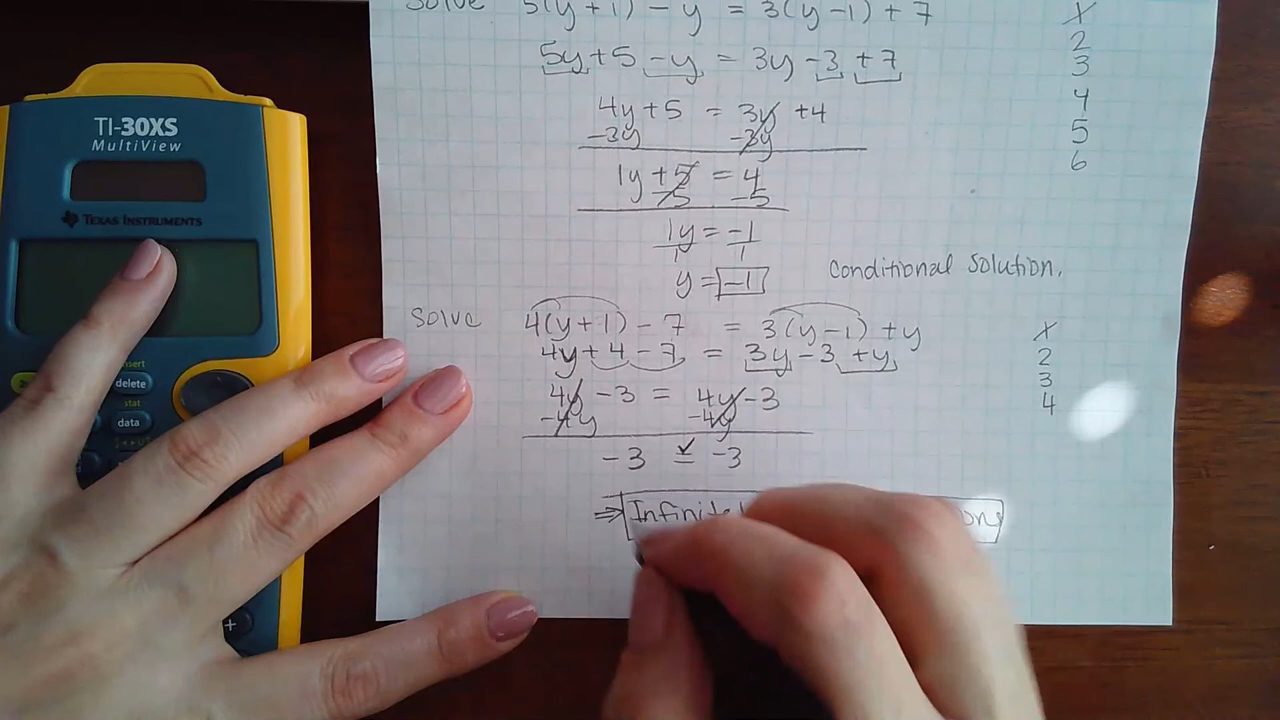 Solve 5(y+1) - y = 3(y-1) + 7
5y + 5 - y = 3y - 3 + 7
4y + 5 = 3y + 4
-3y -3y
1y + 5 = 4
-5 -5
1y = -1
1 1
y = -1
Conditional Solution.
X
2
3
4
5
6
Solve 4(y+1) - 7 = 3(y-1) + y
4y + 4 - 7 = 3y - 3 + y
4y - 3 = 4y - 3
-4y -4y
-3 = -3
⇒
X
2
3
4
TI-30XS
MultiView
TEXAS INSTRUMENTS
delete
stat
data
+